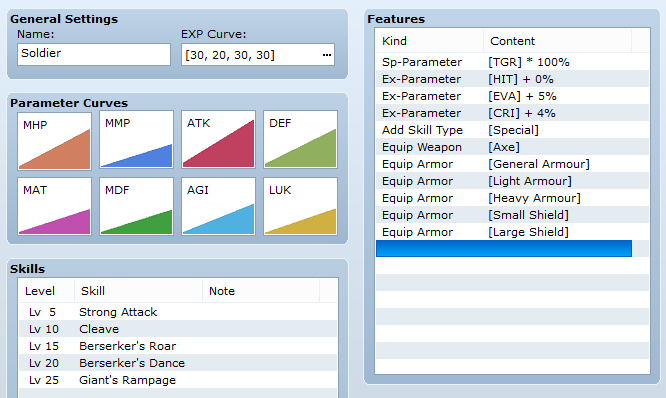 General Settings
Name: EXP Curve:
Soldier [30, 20, 30, 30] ...
Parameter Curves
MHP MMP ATK DEF
MAT MDF AGI LUK
Skills
Level Skill Note
Lv 5 Strong Attack
Lv 10 Cleave
Lv 15 Berserker's Roar
Lv 20 Berserker's Dance
Lv 25 Giant's Rampage
Features
Kind Content
Sp-Parameter [TGR] * 100%
Ex-Parameter [HIT] + 0%
Ex-Parameter [EVA] + 5%
Ex-Parameter [CRI] + 4%
Add Skill Type [Special]
Equip Weapon [Axe]
Equip Armor [General Armour]
Equip Armor [Light Armour]
Equip Armor [Heavy Armour]
Equip Armor [Small Shield]
Equip Armor [Large Shield]